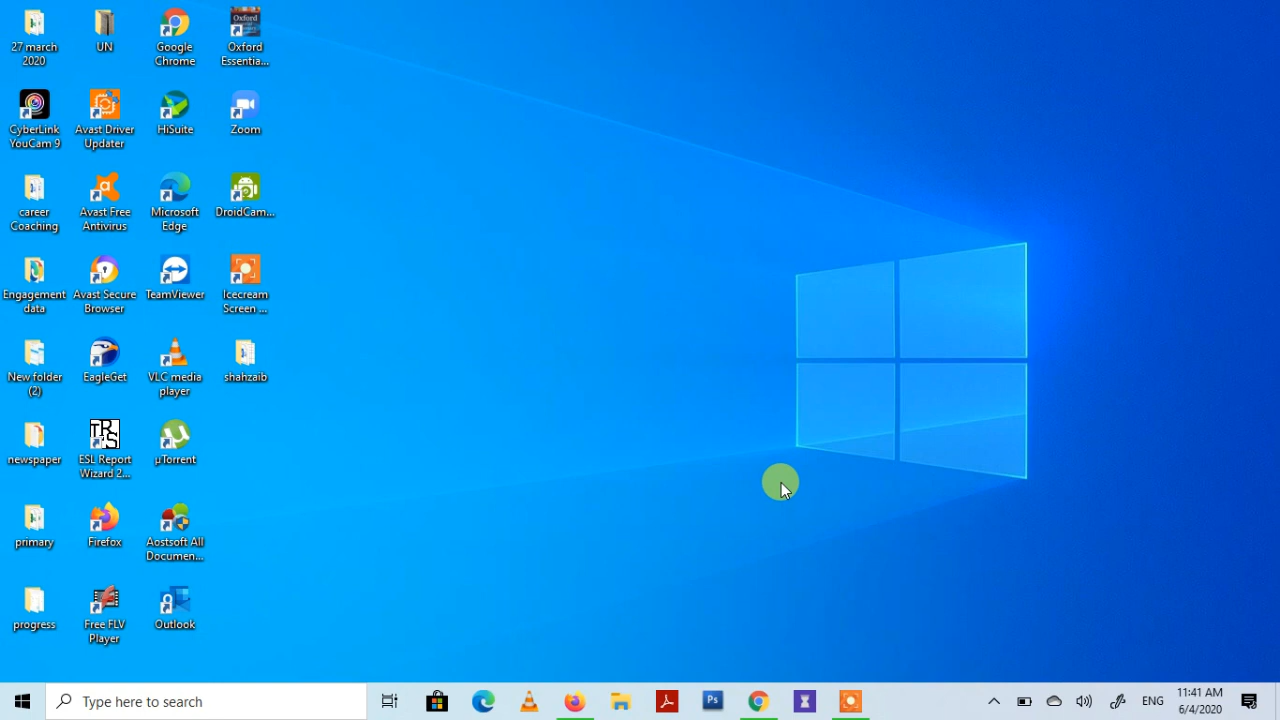 27 march
2020
UN
Google
Chrome
Oxford
Oxford
Essentia...
CyberLink
YouCam 9
Avast Driver
Updater
HiSuite
Zoom
career
Coaching
Avast Free
Antivirus
Microsoft
Edge
DroidCam...
Engagement
data
Avast Secure
Browser
TeamViewer
Icecream
Screen ...
New folder
(2)
EagleGet
VLC media
player
shahzaib
newspaper
TRS
ESL Report
Wizard 2...
µTorrent
primary
Firefox
Aostsoft All
Documen...
progress
Free FLV
Player
Outlook
Type here to search
Ps
ENG
11:41 AM
6/4/2020